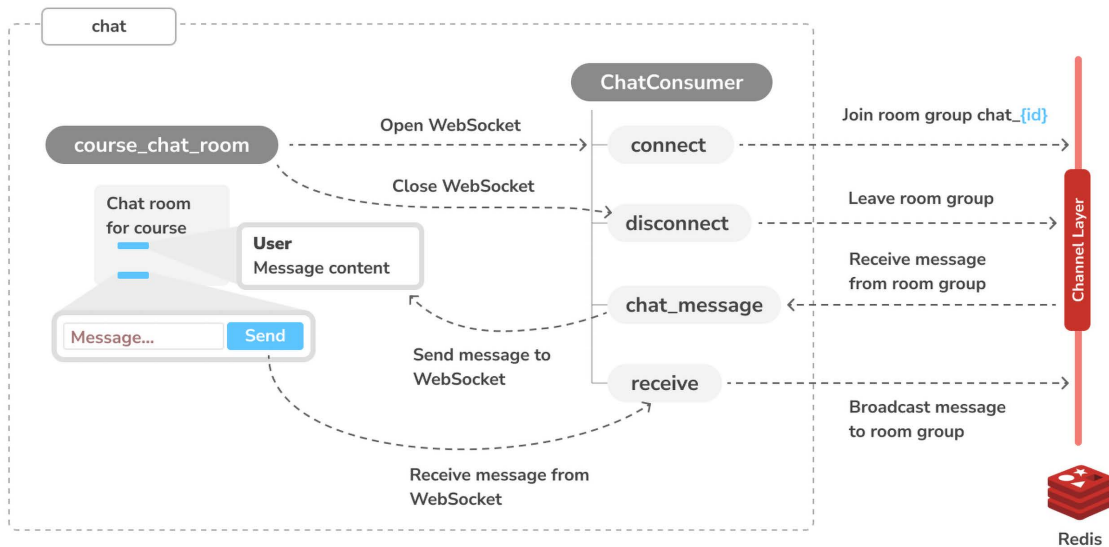 chat
ChatConsumer
course_chat_room
Open WebSocket
connect
Join room group chat_{id}
Close WebSocket
disconnect
Leave room group
Chat room
for course
User
Message content
chat_message
Receive message
from room group
Channel Layer
Message...
Send
Send message to
WebSocket
receive
Broadcast message
to room group
Receive message from
WebSocket
Redis